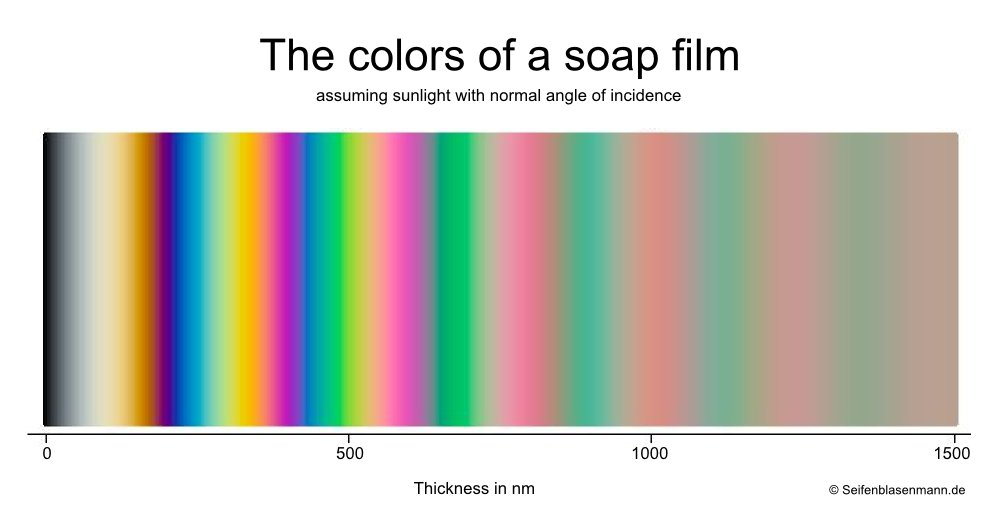 The colors of a soap film
assuming sunlight with normal angle of incidence
0 500 1000 1500
Thickness in nm
© Seifenblasenmann.de